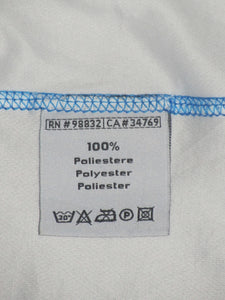 RN # 98832 CA # 34769
100%
Poliestere
Polyester
Poliester
30°
P